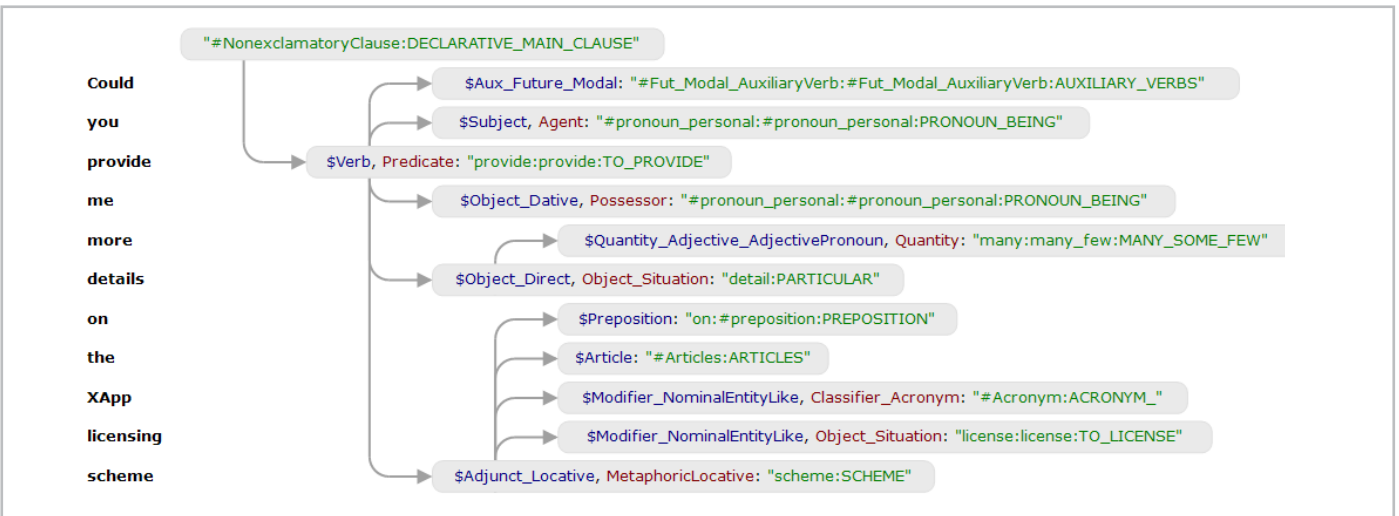 "#NonexclamatoryClause:DECLARATIVE_MAIN_CLAUSE"
Could $Aux_Future_Modal: "#Fut_Modal_AuxiliaryVerb:#Fut_Modal_AuxiliaryVerb:AUXILIARY_VERBS"
you $Subject, Agent: "#pronoun_personal:#pronoun_personal:PRONOUN_BEING"
provide $Verb, Predicate: "provide:provide:TO_PROVIDE"
me $Object_Dative, Possessor: "#pronoun_personal:#pronoun_personal:PRONOUN_BEING"
more $Quantity_Adjective_AdjectivePronoun, Quantity: "many:many_few:MANY_SOME_FEW"
details $Object_Direct, Object_Situation: "detail:PARTICULAR"
on $Preposition: "on:#preposition:PREPOSITION"
the $Article: "#Articles:ARTICLES"
XApp $Modifier_NominalEntityLike, Classifier_Acronym: "#Acronym:ACRONYM_"
licensing $Modifier_NominalEntityLike, Object_Situation: "license:license:TO_LICENSE"
scheme $Adjunct_Locative, MetaphoricLocative: "scheme:SCHEME"